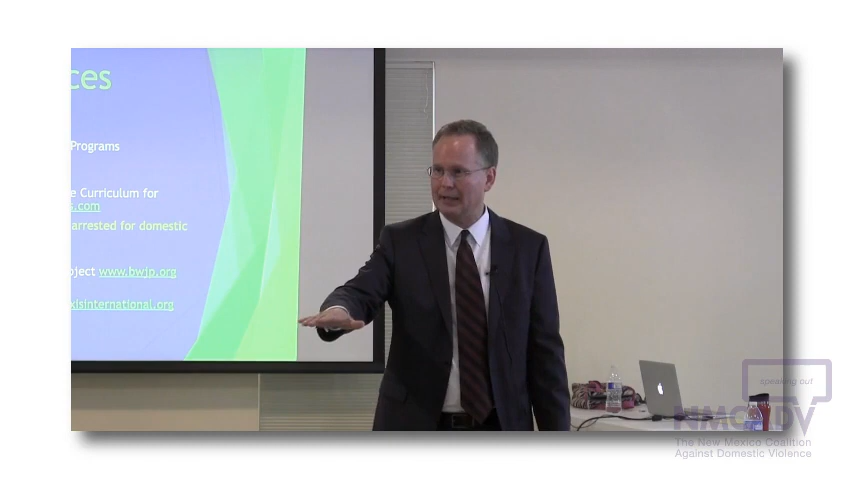 ces
Programs
e Curriculum for
s.com
arrested for domestic
oject www.bwjp.org
xisinternational.org
speaking out
NMCADV
The New Mexico Coalition
Against Domestic Violence